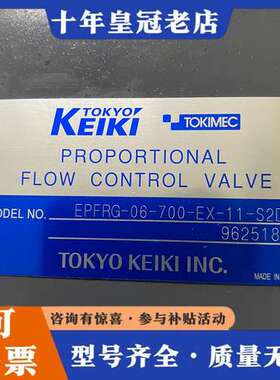 十年皇冠老店
TOKYO
KEIKI
TOKIMEC
PROPORTIONAL
FLOW CONTROL VALVE
MODEL NO.
EPFRG-06-700-EX-11-S2
962518
TOKYO KEIKI INC.
MADE IN
可
票
咨询有惊喜·参与补贴活动
型号齐全·质量无忧